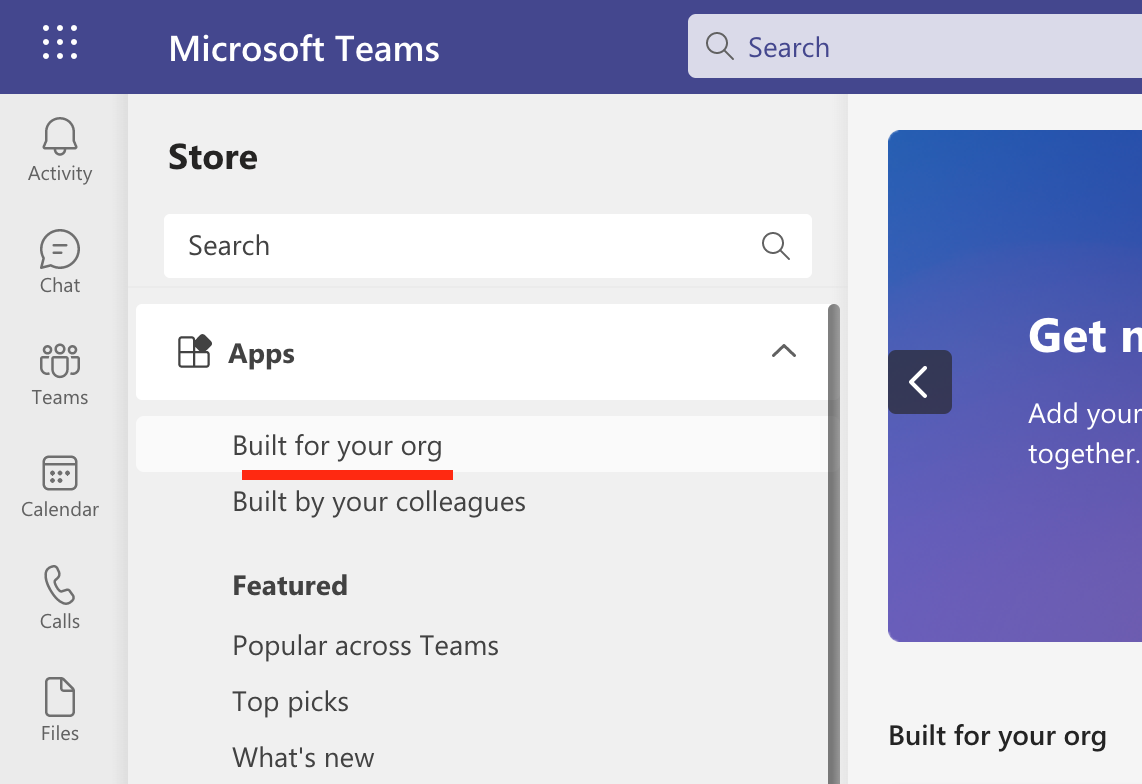 Microsoft Teams
Search
Activity
Chat
Teams
Calendar
Calls
Files
Store
Search
Apps
Built for your org
Built by your colleagues
Featured
Popular across Teams
Top picks
What's new
Get
Add your
together.
Built for your org